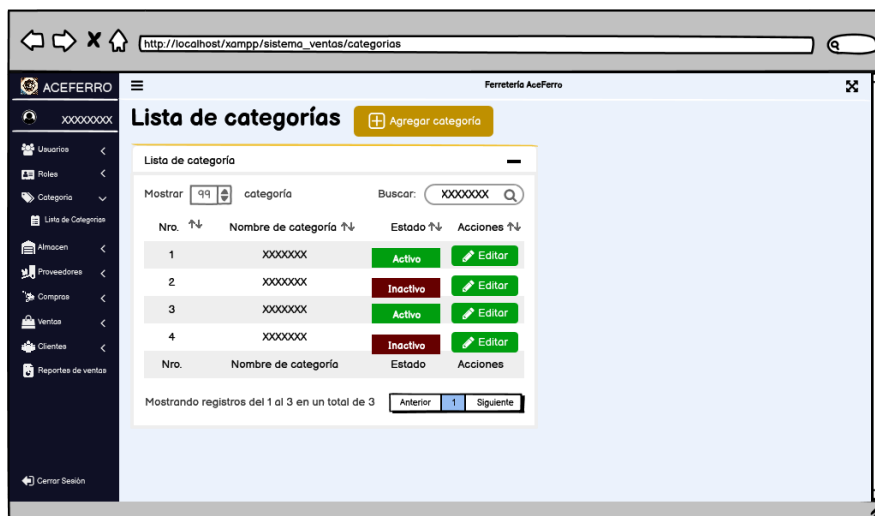 http://localhost/xampp/sistema_ventas/categorias
ACEFERRO
Ferretería AceFerro
XXXXXXXX
Lista de categorías
Agregar categoría
Usuarios
Roles
Categoria
Lista de Categorias
Almacen
Proveedores
Compras
Ventas
Clientes
Reportes de ventas
Cerrar Sesión
Lista de categoría
Mostrar 99 categoría Buscar: XXXXXXX
Nro. Nombre de categoría Estado Acciones
1 XXXXXXX Activo Editar
2 XXXXXXX Inactivo Editar
3 XXXXXXX Activo Editar
4 XXXXXXX Inactivo Editar
Nro. Nombre de categoría Estado Acciones
Mostrando registros del 1 al 3 en un total de 3 Anterior 1 Siguiente